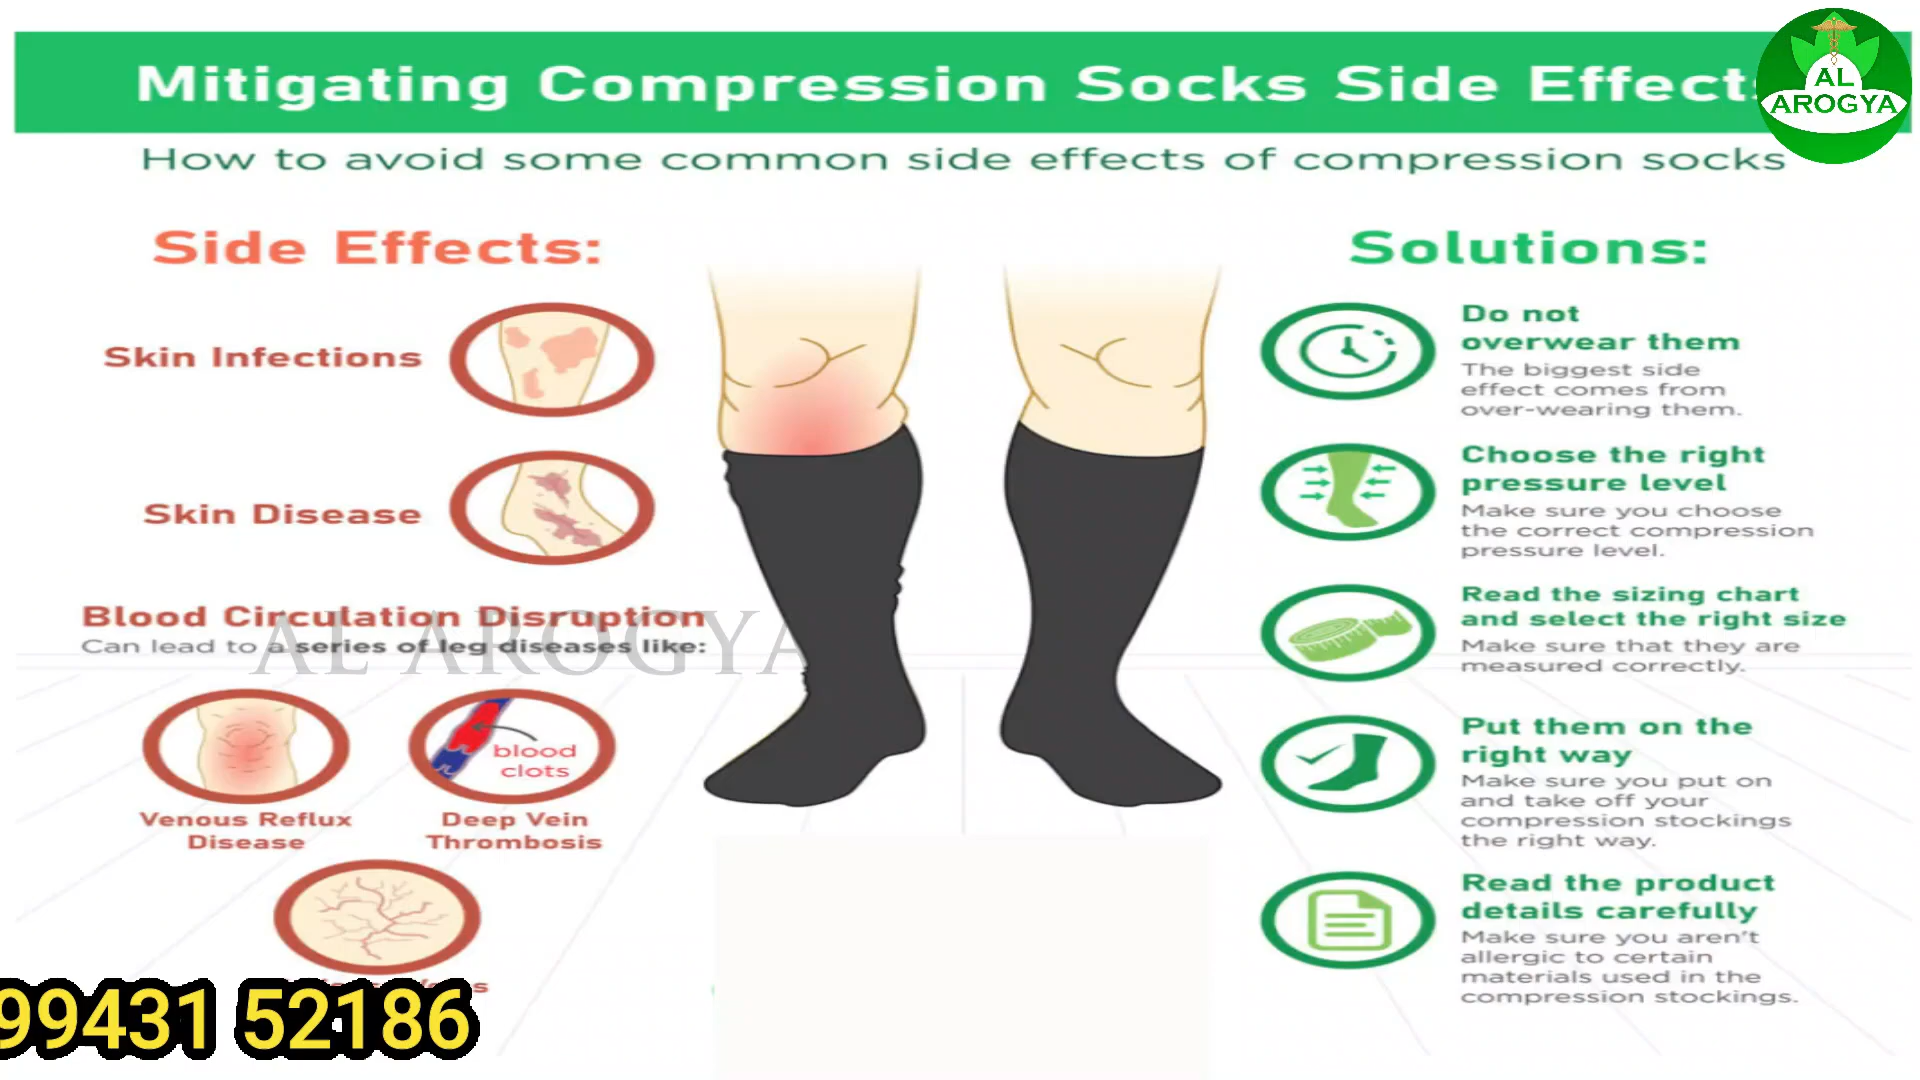 Mitigating Compression Socks Side Effect
AL
AROGYA
How to avoid some common side effects of compression socks
Side Effects:
Skin Infections
Skin Disease
Blood Circulation Disruption
Can lead to a series of leg diseases like:
AL AROGYA
blood
clots
Venous Reflux
Disease
Deep Vein
Thrombosis
99431 52186
Solutions:
Do not
overwear them
The biggest side
effect comes from
over-wearing them.
Choose the right
pressure level
Make sure you choose
the correct compression
pressure level.
Read the sizing chart
and select the right size
Make sure that they are
measured correctly.
Put them on the
right way
Make sure you put on
and take off your
compression stockings
the right way.
Read the product
details carefully
Make sure you aren't
allergic to certain
materials used in the
compression stockings.